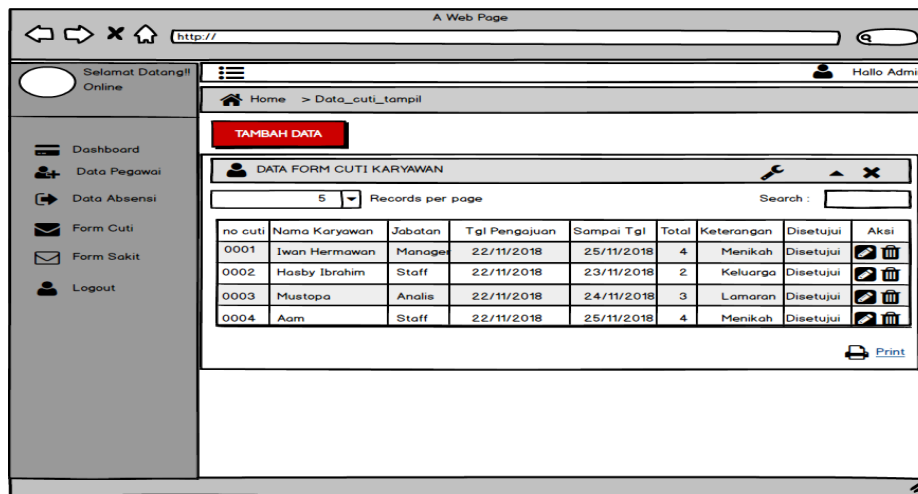 A Web Page
http://
Selamat Datang!!
Online
Hallo Admi
Home > Data_cuti_tampil
TAMBAH DATA
Dashboard
Data Pegawai
Data Absensi
Form Cuti
Form Sakit
Logout
DATA FORM CUTI KARYAWAN
5 Records per page Search :
no cuti Nama Karyawan Jabatan Tgl Pengajuan Sampai Tgl Total Keterangan Disetujui Aksi
0001 Iwan Hermawan Manager 22/11/2018 25/11/2018 4 Menikah Disetujui
0002 Hasby Ibrahim Staff 22/11/2018 23/11/2018 2 Keluarga Disetujui
0003 Mustopa Analis 22/11/2018 24/11/2018 3 Lamaran Disetujui
0004 Aam Staff 22/11/2018 25/11/2018 4 Menikah Disetujui
Print